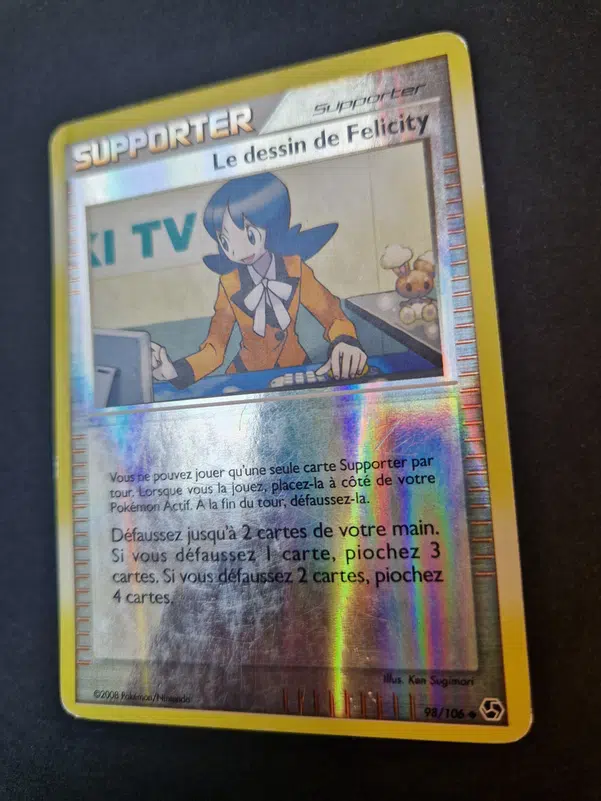 Supporter
SUPPORTER
Le dessin de Felicity
KI TV
Vous ne pouvez jouer qu'une seule carte Supporter par
tour. Lorsque vous la jouez, placez-la à côté de votre
Pokémon Actif. A la fin du tour, défaussez-la.
Défaussez jusqu'à 2 cartes de votre main.
Si vous défaussez 1 carte, piochez 3
cartes. Si vous défaussez 2 cartes, piochez
4 cartes.
Illus. Ken Sugimori
©2008 Pokémon/Nintendo
98/106